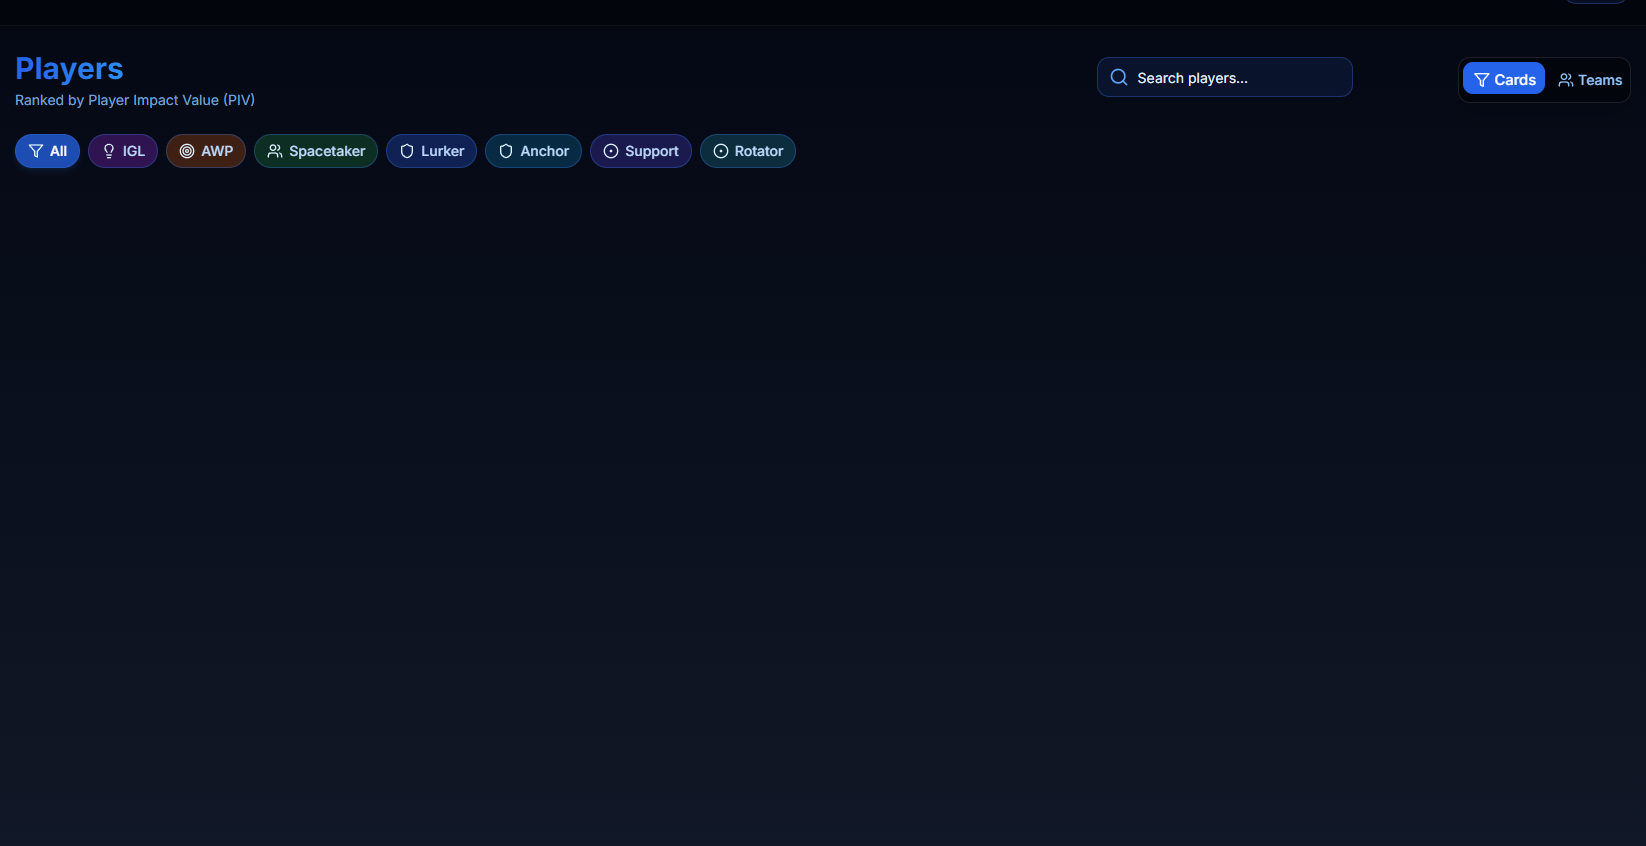 Players
Ranked by Player Impact Value (PIV)
Search players...
Cards
Teams
All
IGL
AWP
Spacetaker
Lurker
Anchor
Support
Rotator